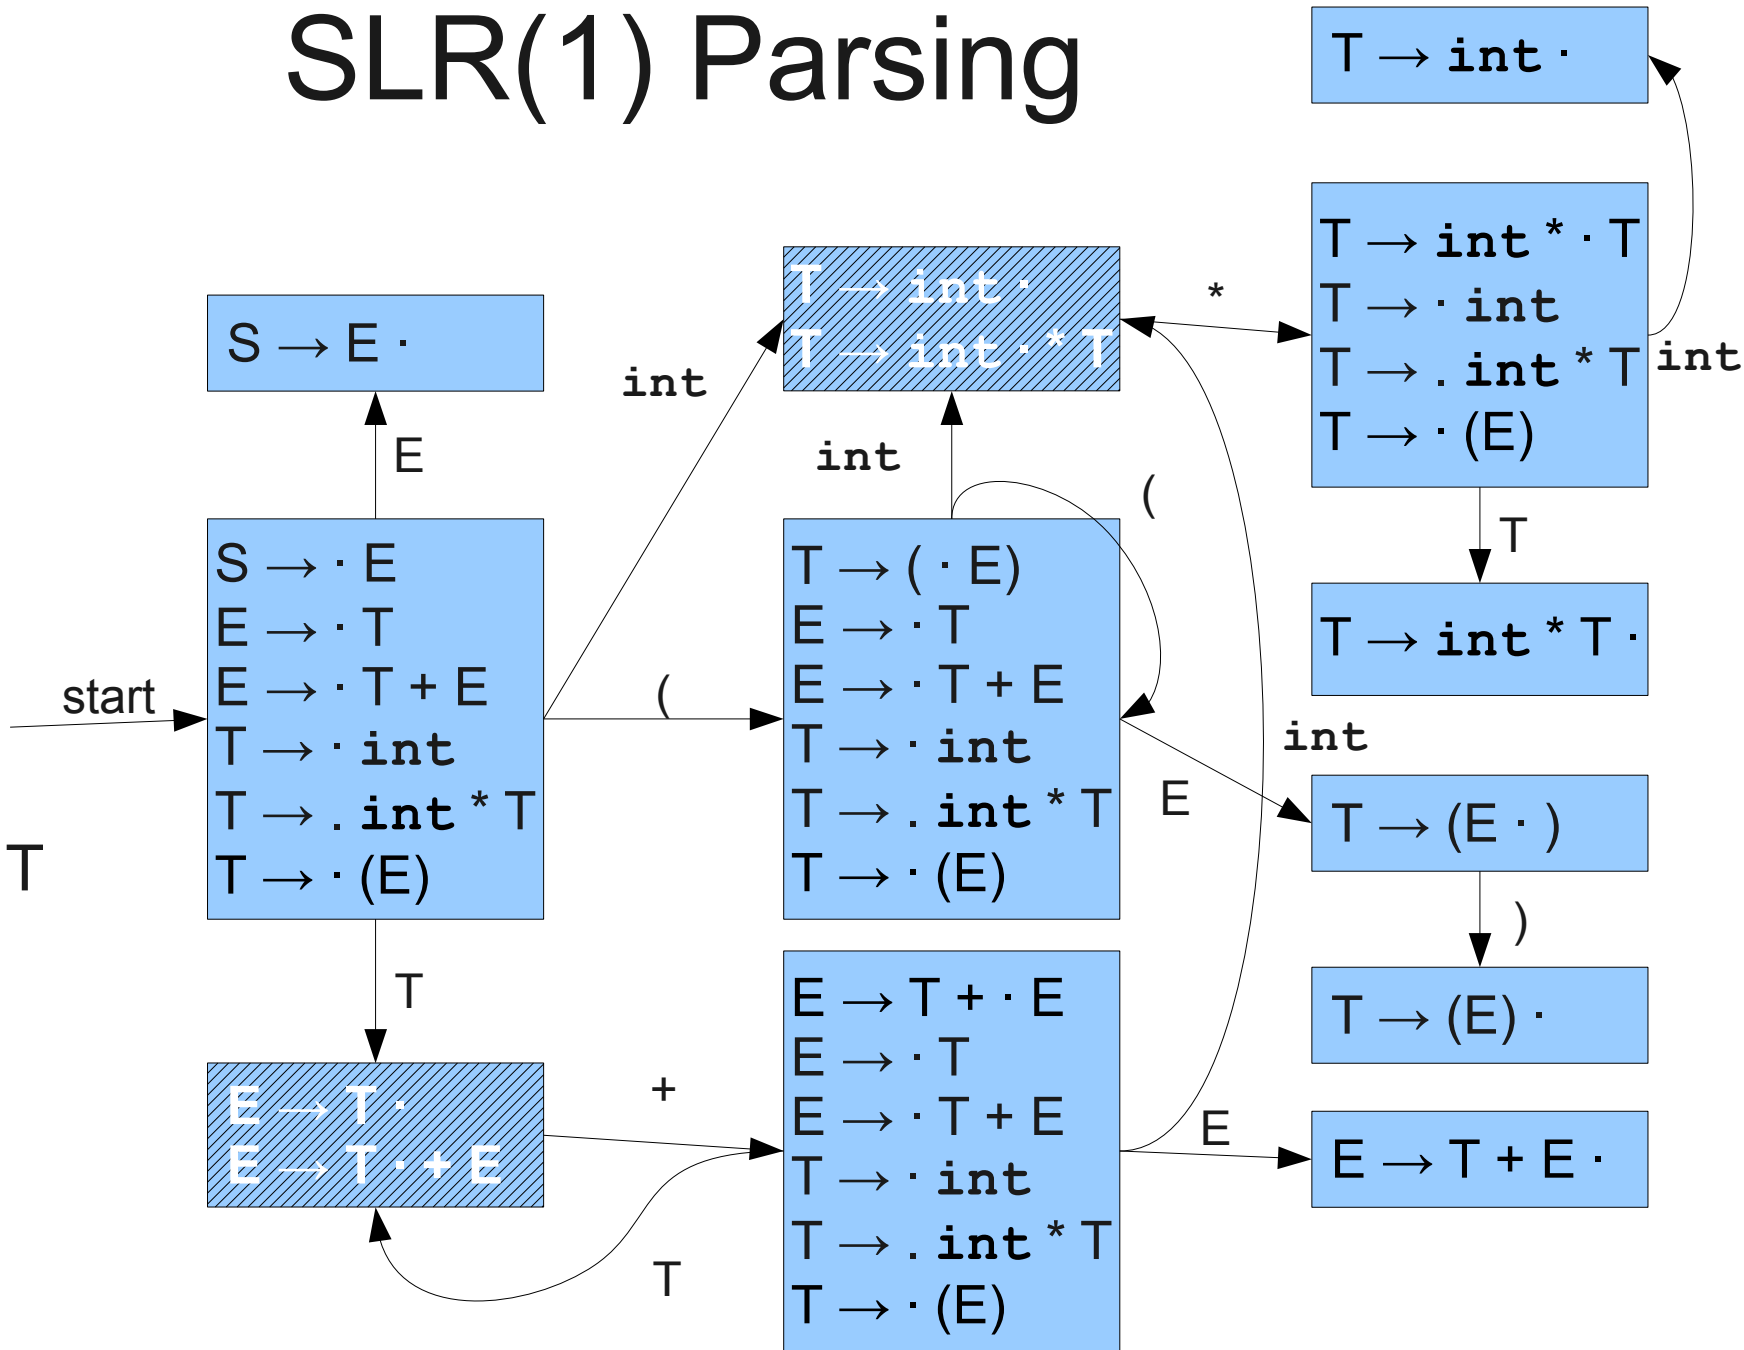 SLR(1) Parsing
T → int ·
T → int * · T
T → · int
T → . int * T
T → · (E)
int
T → int ·
T → int · * T
*
S → E ·
int
E
int
(
T
S → · E
E → · T
E → · T + E
T → · int
T → . int * T
T → · (E)
start
(
T → ( · E)
E → · T
E → · T + E
T → · int
T → . int * T
T → · (E)
T → int * T ·
int
E
T → (E · )
T
)
T
T → (E) ·
E → T ·
E → T · + E
+
E → T + · E
E → · T
E → · T + E
T → · int
T → . int * T
T → · (E)
E
E → T + E ·
T